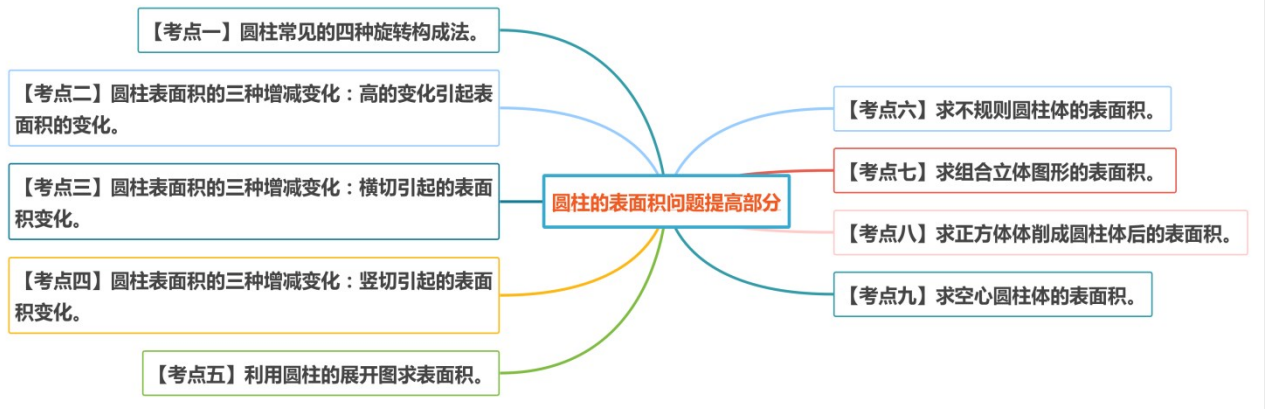 【考点一】圆柱常见的四种旋转构成法。
【考点二】圆柱表面积的三种增减变化：高的变化引起表
面积的变化。
【考点三】圆柱表面积的三种增减变化：横切引起的表面
积变化。
【考点四】圆柱表面积的三种增减变化：竖切引起的表面
积变化。
【考点五】利用圆柱的展开图求表面积。
圆柱的表面积问题提高部分
【考点六】求不规则圆柱体的表面积。
【考点七】求组合立体图形的表面积。
【考点八】求正方体体削成圆柱体后的表面积。
【考点九】求空心圆柱体的表面积。